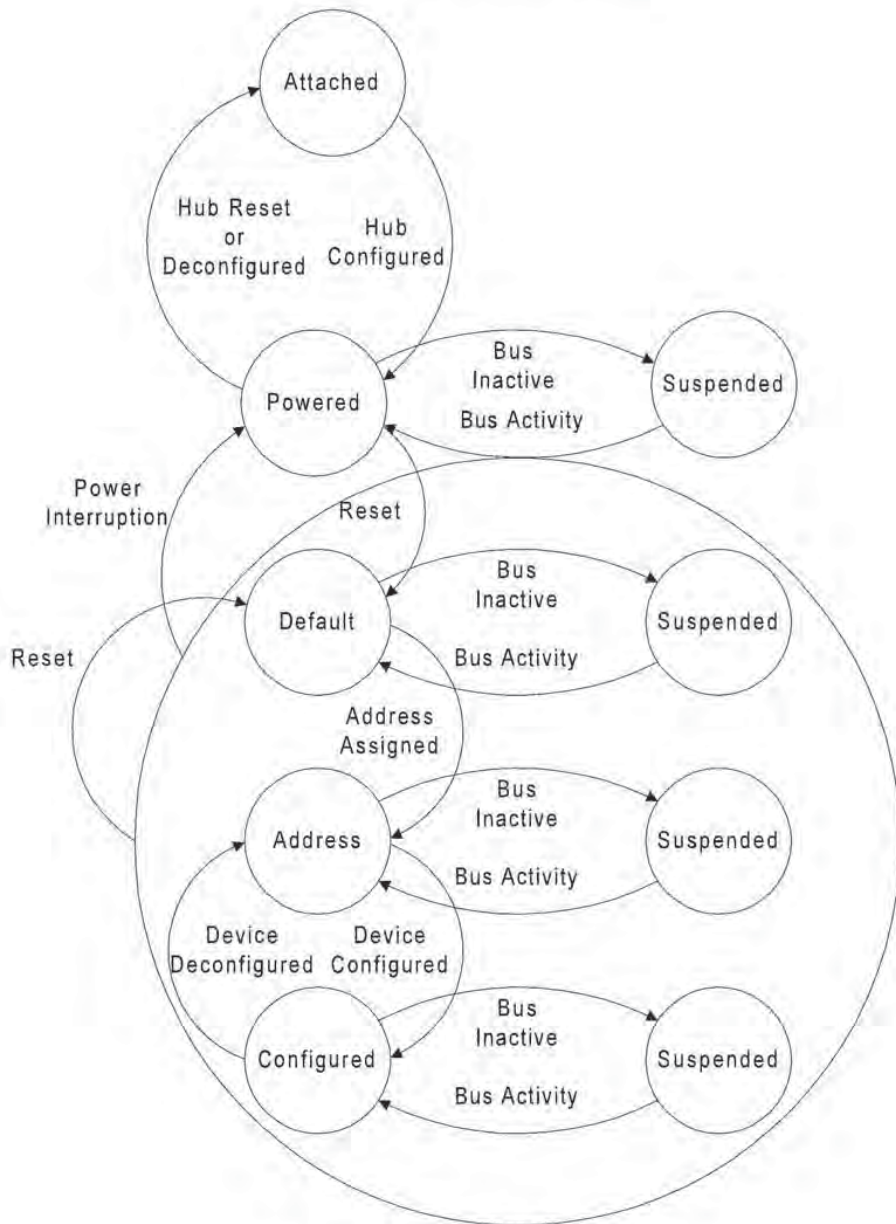 Attached
Hub Reset
or
Deconfigured
Hub
Configured
Bus
Inactive
Suspended
Powered
Bus Activity
Power
Interruption
Reset
Bus
Inactive
Default
Suspended
Reset
Bus Activity
Address
Assigned
Bus
Inactive
Address
Suspended
Bus Activity
Device
Deconfigured
Device
Configured
Bus
Inactive
Configured
Suspended
Bus Activity